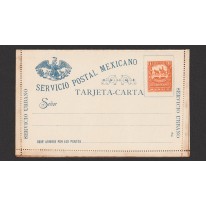 SERVICIO POSTAL MEXICANO
TARJETA-CARTA
Señor
SERVICIO URBANO
SERVICIO URBANO